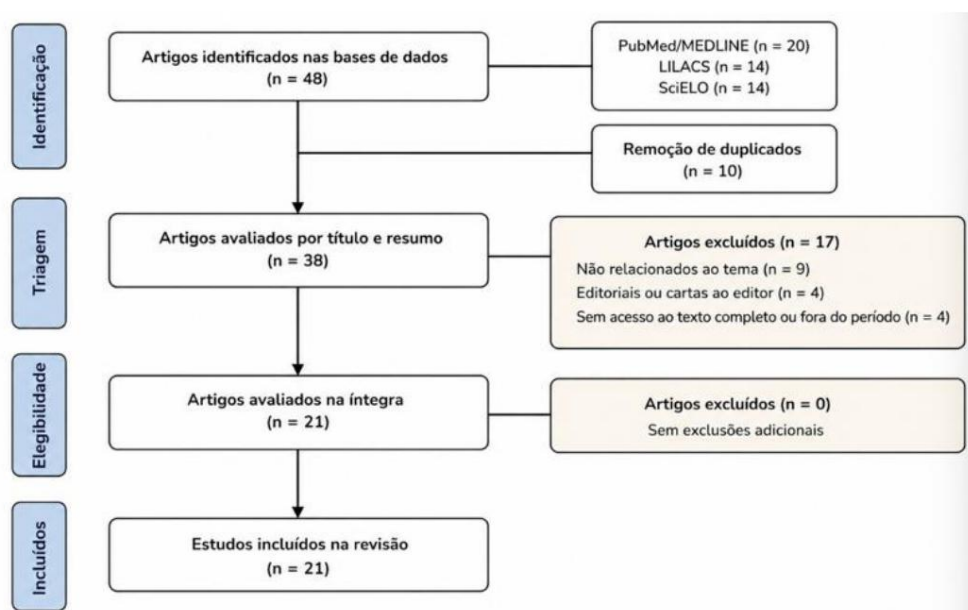 Identificação
Artigos identificados nas bases de dados
(n = 48)
PubMed/MEDLINE (n = 20)
LILACS (n = 14)
SciELO (n = 14)
Remoção de duplicados
(n = 10)
Triagem
Artigos avaliados por título e resumo
(n = 38)
Artigos excluídos (n = 17)
Não relacionados ao tema (n = 9)
Editoriais ou cartas ao editor (n = 4)
Sem acesso ao texto completo ou fora do período (n = 4)
Elegibilidade
Artigos avaliados na íntegra
(n = 21)
Artigos excluídos (n = 0)
Sem exclusões adicionais
Incluídos
Estudos incluídos na revisão
(n = 21)